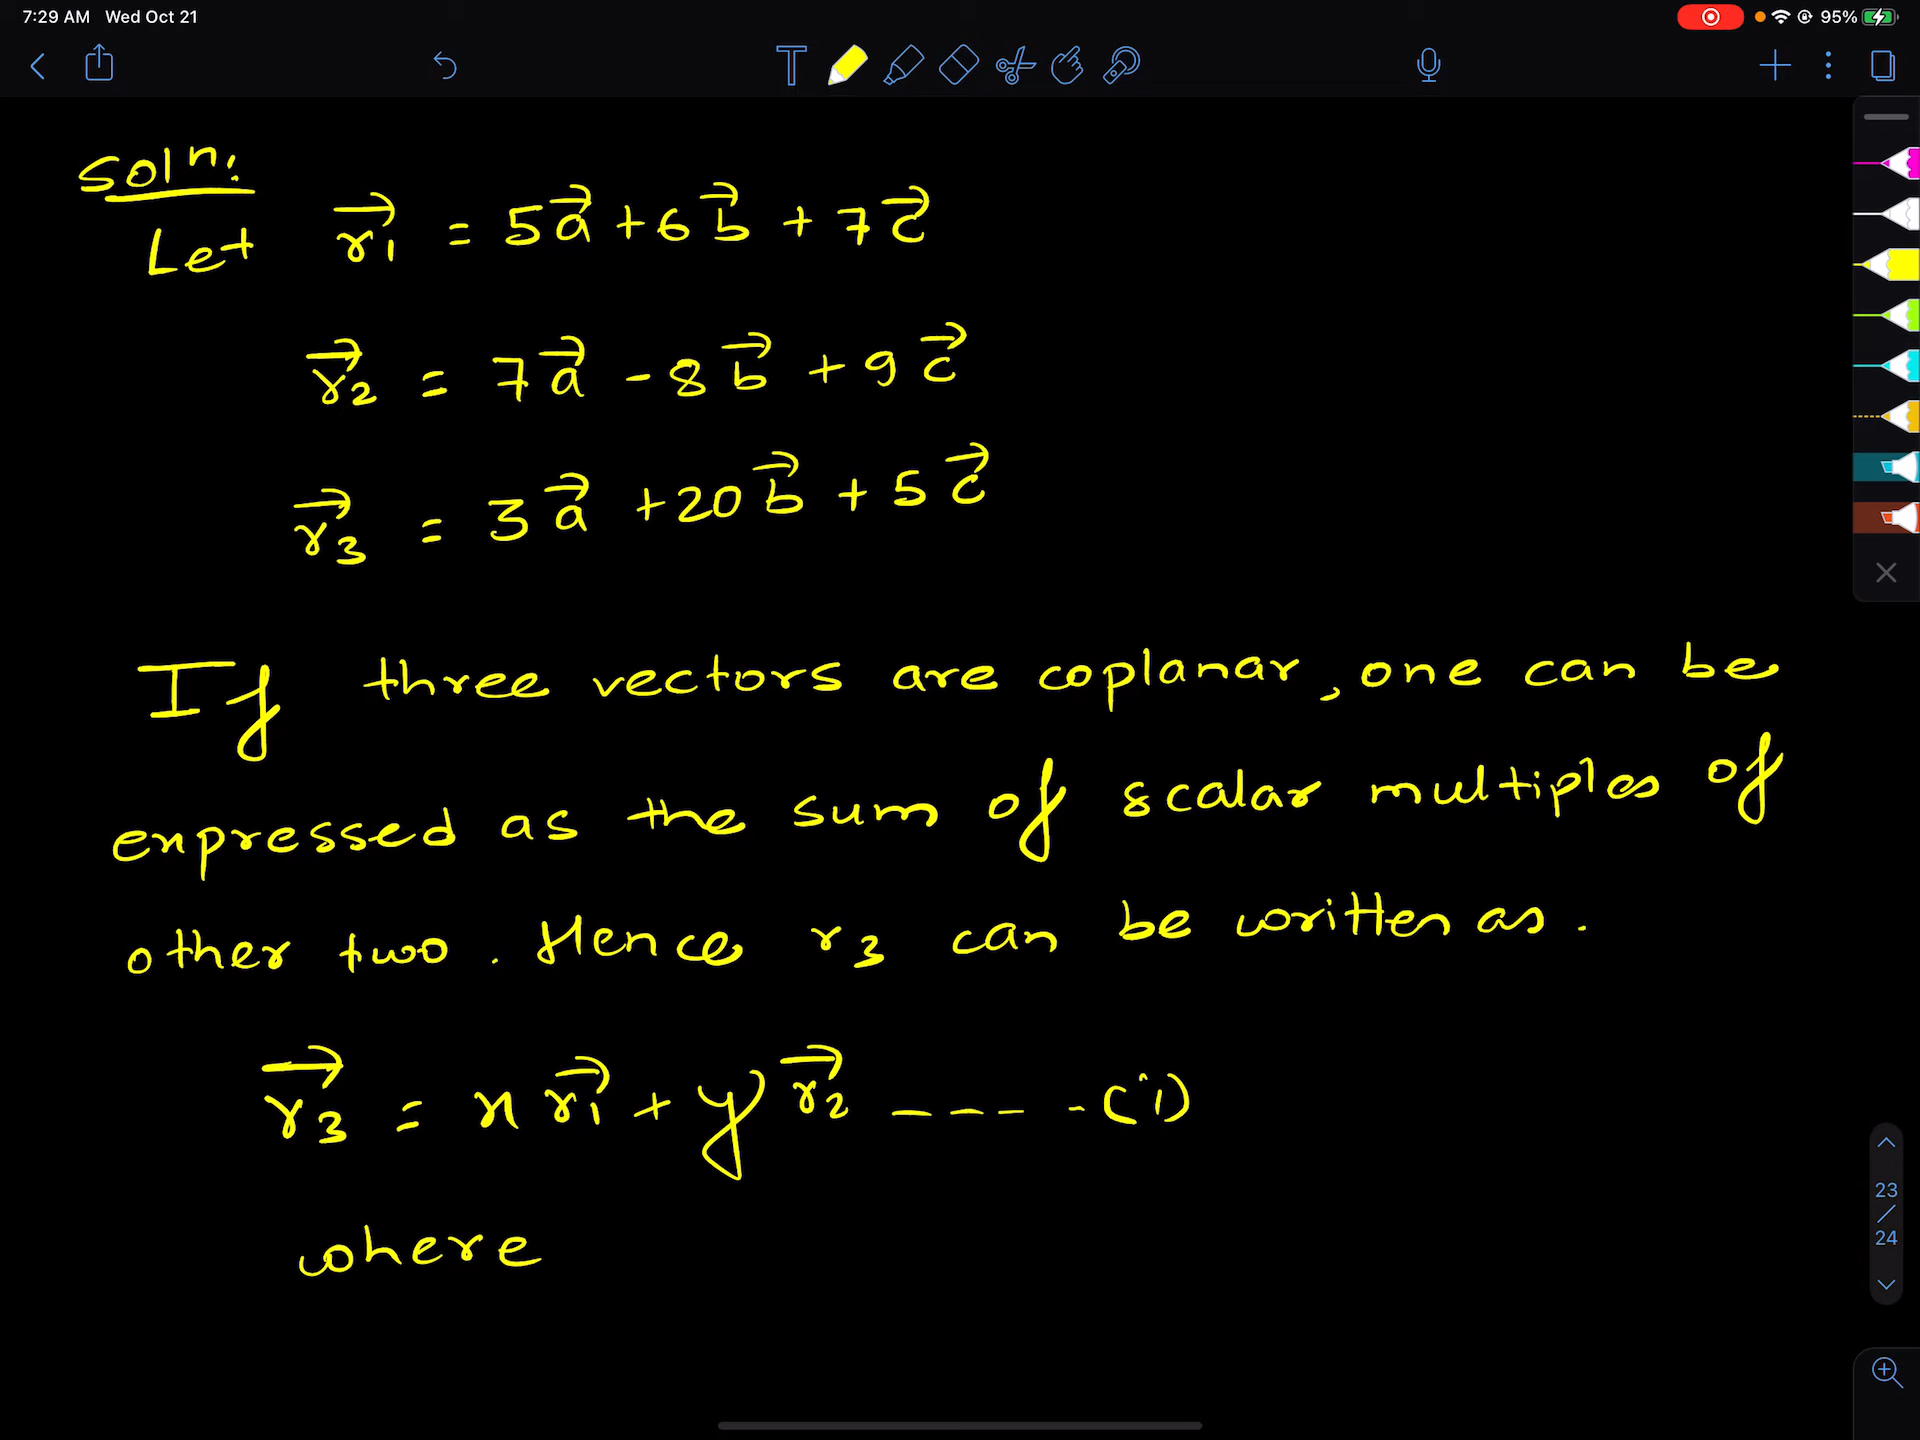 7:29 AM Wed Oct 21
95%
Soln:
Let r⃗1 = 5a⃗ + 6b⃗ + 7c⃗
r⃗2 = 7a⃗ - 8b⃗ + 9c⃗
r⃗3 = 3a⃗ + 20b⃗ + 5c⃗
If three vectors are coplanar, one can be
expressed as the sum of scalar multiples of
other two. Hence r3 can be written as.
r⃗3 = x r⃗1 + y r⃗2 ---- (i)
where
23
/
24